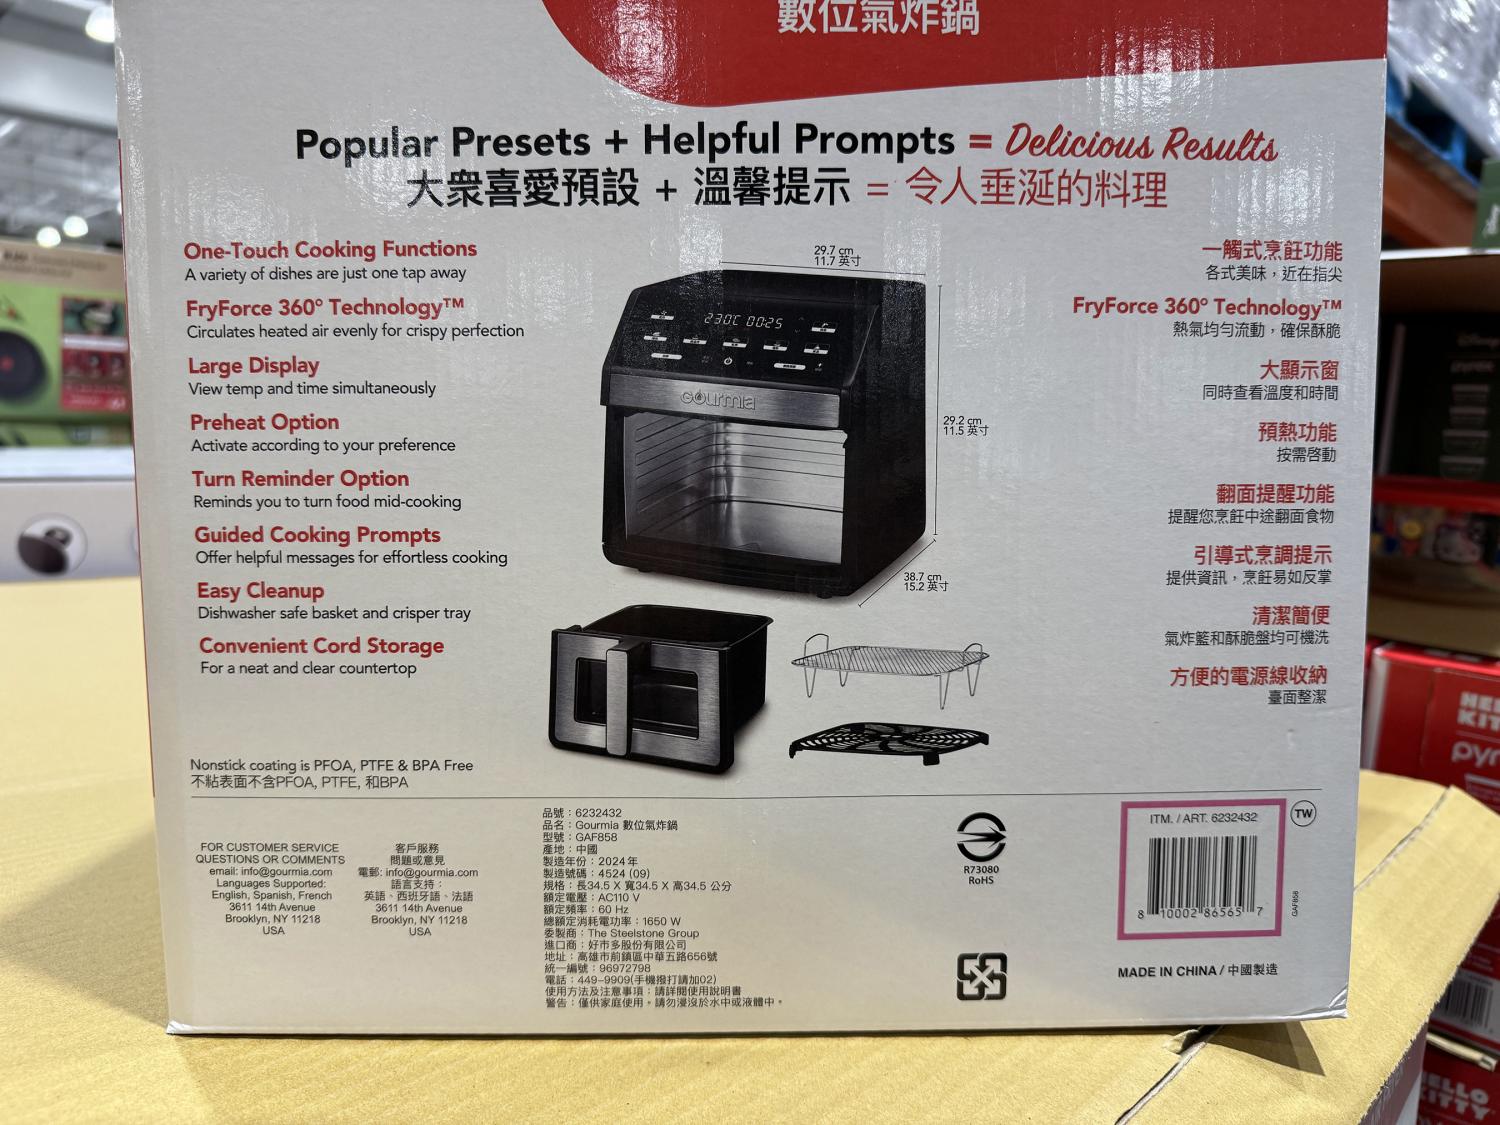 數位氣炸鍋
Popular Presets + Helpful Prompts = Delicious Results
大眾喜愛預設 + 溫馨提示 = 令人垂涎的料理
One-Touch Cooking Functions
A variety of dishes are just one tap away
FryForce 360° Technology™
Circulates heated air evenly for crispy perfection
Large Display
View temp and time simultaneously
Preheat Option
Activate according to your preference
Turn Reminder Option
Reminds you to turn food mid-cooking
Guided Cooking Prompts
Offer helpful messages for effortless cooking
Easy Cleanup
Dishwasher safe basket and crisper tray
Convenient Cord Storage
For a neat and clear countertop
29.7 cm
11.7 英寸
230C 00:25
gourmia
29.2 cm
11.5 英寸
38.7 cm
15.2 英寸
一觸式烹飪功能
各式美味,近在指尖
FryForce 360° Technology™
熱氣均勻流動,確保酥脆
大顯示窗
同時查看溫度和時間
預熱功能
按需啓動
翻面提醒功能
提醒您烹飪中途翻面食物
引導式烹調提示
提供資訊,烹飪易如反掌
清潔簡便
氣炸籃和酥脆盤均可機洗
方便的電源線收納
臺面整潔
Nonstick coating is PFOA, PTFE & BPA Free
不粘表面不含PFOA, PTFE, 和BPA
FOR CUSTOMER SERVICE
QUESTIONS OR COMMENTS
email: info@gourmia.com
Languages Supported:
English, Spanish, French
3611 14th Avenue
Brooklyn, NY 11218
USA
客戶服務
問題或意見
電郵: info@gourmia.com
語言支持:
英語、西班牙語、法語
3611 14th Avenue
Brooklyn, NY 11218
USA
品號:6232432
品名:Gourmia 數位氣炸鍋
型號:GAF858
產地:中國
製造年份:2024年
製造號碼:4524 (09)
規格:長34.5 X 寬34.5 X 高34.5 公分
額定電壓:AC110 V
額定頻率:60 Hz
總額定消耗電功率:1650 W
委製商:The Steelstone Group
進口商:好市多股份有限公司
地址:高雄市前鎮區中華五路656號
統一編號:96972798
電話:449-9909(手機撥打請加02)
使用方法及注意事項:請詳閱使用說明書
警告:僅供家庭使用。請勿浸沒於水中或液體中。
R73080
RoHS
ITM. / ART. 6232432
8 10002 86565 7
TW
GAF858
MADE IN CHINA / 中國製造
HELLO
KITTY